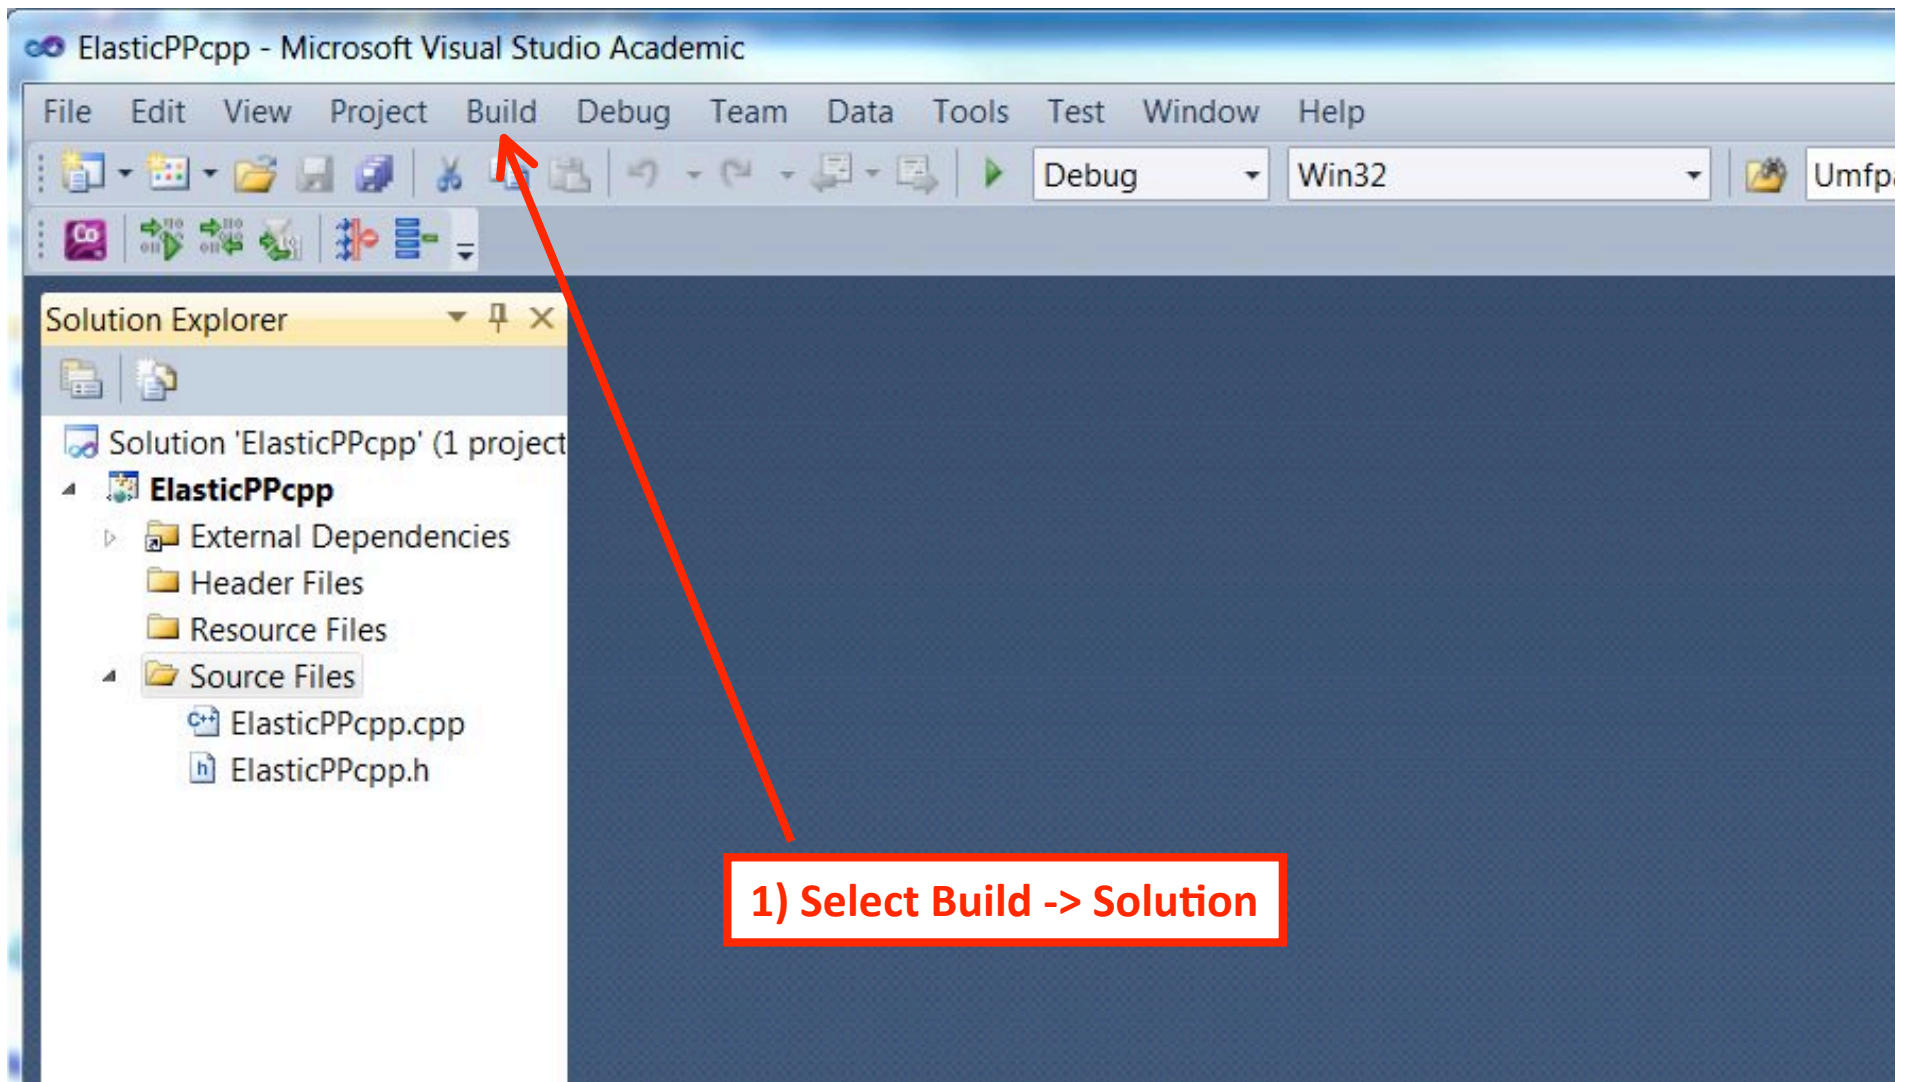 ElasticPPcpp - Microsoft Visual Studio Academic
File Edit View Project Build Debug Team Data Tools Test Window Help
Debug Win32
Solution Explorer
Solution 'ElasticPPcpp' (1 project
ElasticPPcpp
External Dependencies
Header Files
Resource Files
Source Files
ElasticPPcpp.cpp
ElasticPPcpp.h
1) Select Build -> Solution